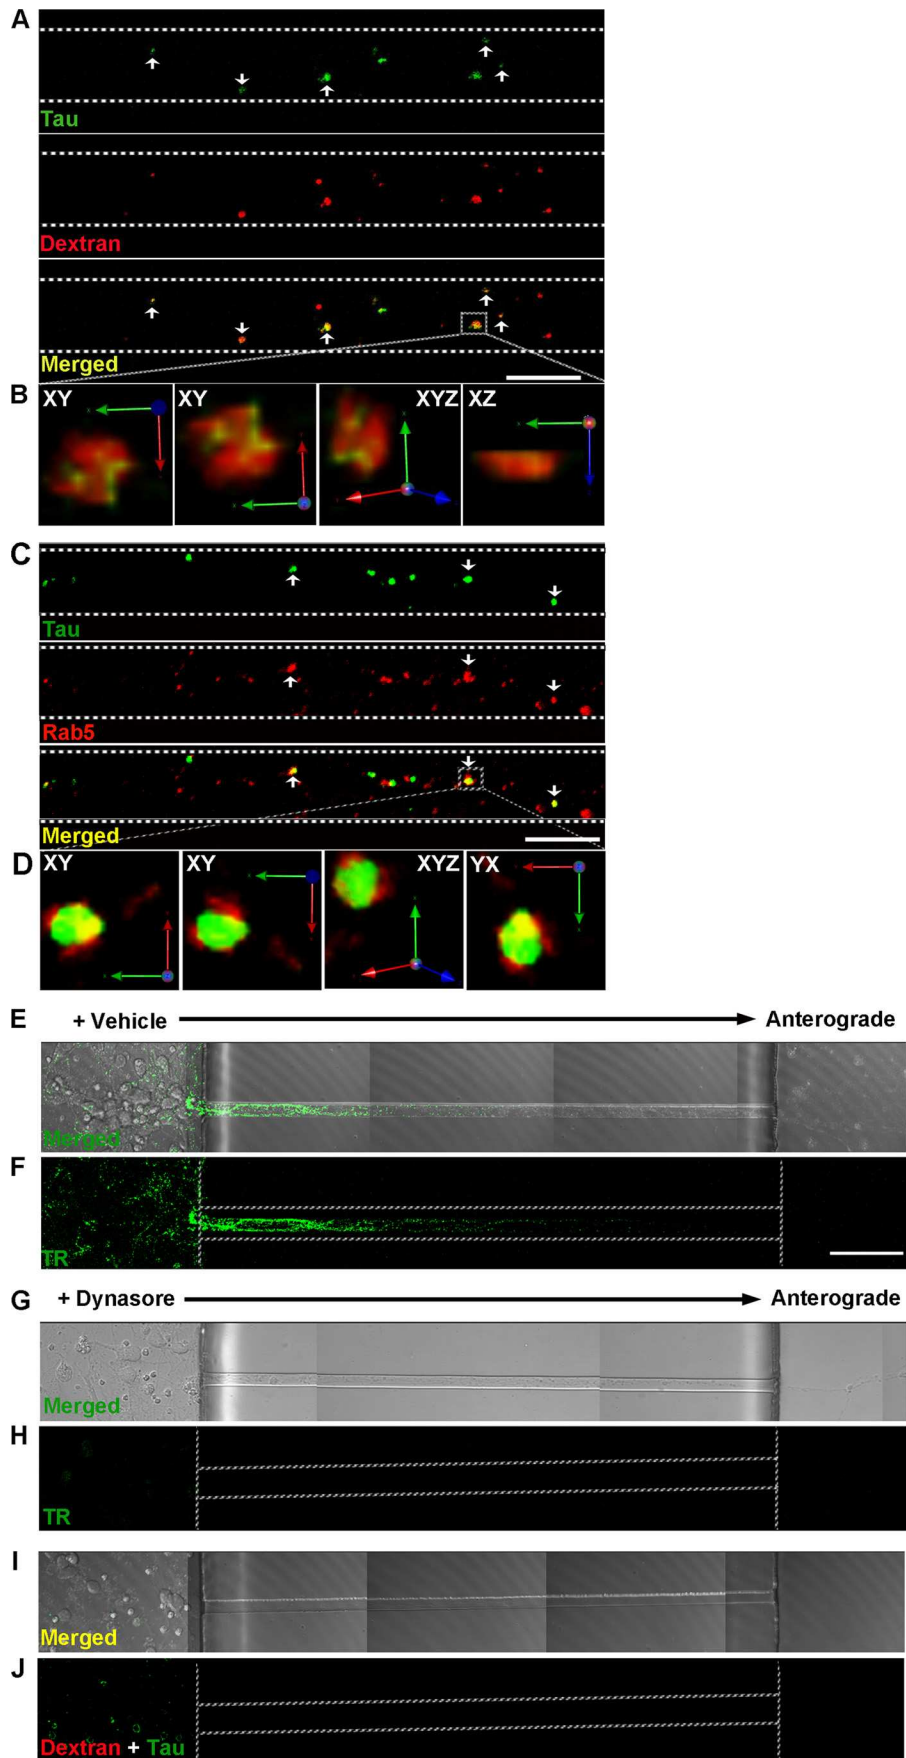 A
Tau
Dextran
Merged
B
XY
XY
XYZ
XZ
C
Tau
Rab5
Merged
D
XY
XY
XYZ
YX
E
+ Vehicle
Anterograde
Merged
F
TR
G
+ Dynasore
Anterograde
Merged
H
TR
I
Merged
J
Dextran + Tau